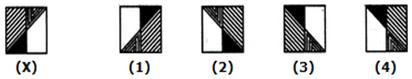 (X) (1) (2) (3) (4)